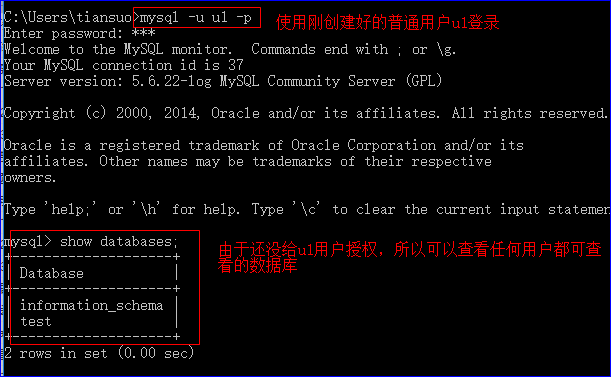 C:\Users\tiansuo>mysql -u u1 -p 使用刚创建好的普通用户u1登录
Enter password: ***
Welcome to the MySQL monitor.  Commands end with ; or \g.
Your MySQL connection id is 37
Server version: 5.6.22-log MySQL Community Server (GPL)
Copyright (c) 2000, 2014, Oracle and/or its affiliates. All rights reserved.
Oracle is a registered trademark of Oracle Corporation and/or its
affiliates. Other names may be trademarks of their respective
owners.
Type 'help;' or '\h' for help. Type '\c' to clear the current input statemen
mysql> show databases;
+--------------------+
| Database           |
+--------------------+
| information_schema |
| test               |
+--------------------+
2 rows in set (0.00 sec)
由于还没给u1用户授权，所以可以查看任何用户都可查
看的数据库